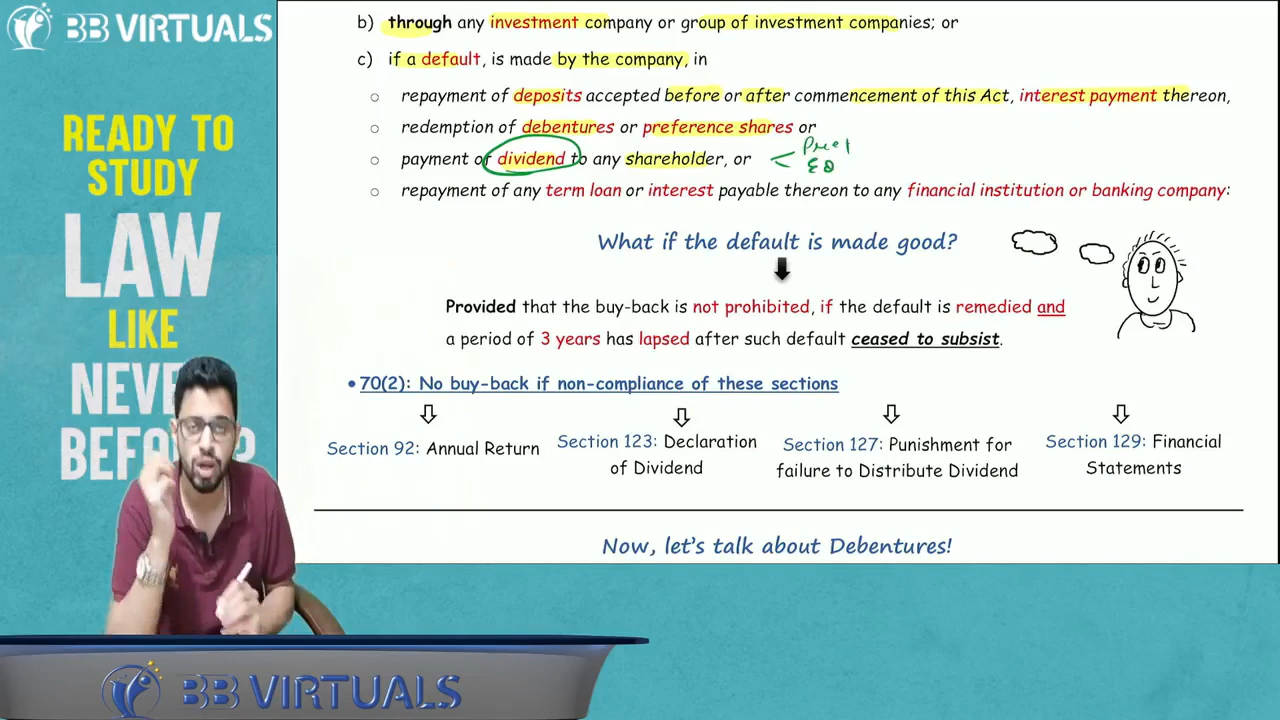 BB VIRTUALS
READY TO
STUDY
LAW
LIKE
NEVE
BEFO ?
b) through any investment company or group of investment companies; or
c) if a default, is made by the company, in
○ repayment of deposits accepted before or after commencement of this Act, interest payment thereon,
○ redemption of debentures or preference shares or
○ payment of dividend to any shareholder, or
Pref
EQ
○ repayment of any term loan or interest payable thereon to any financial institution or banking company:
What if the default is made good?
Provided that the buy-back is not prohibited, if the default is remedied and
a period of 3 years has lapsed after such default ceased to subsist.
• 70(2): No buy-back if non-compliance of these sections
Section 92: Annual Return
Section 123: Declaration
of Dividend
Section 127: Punishment for
failure to Distribute Dividend
Section 129: Financial
Statements
Now, let's talk about Debentures!
BB VIRTUALS